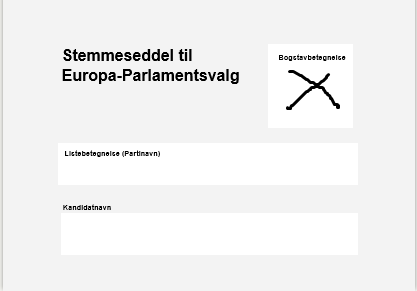 Stemmeseddel til
Europa-Parlamentsvalg
Bogstavbetegnelse
X
Listebetegnelse (Partinavn)
Kandidatnavn